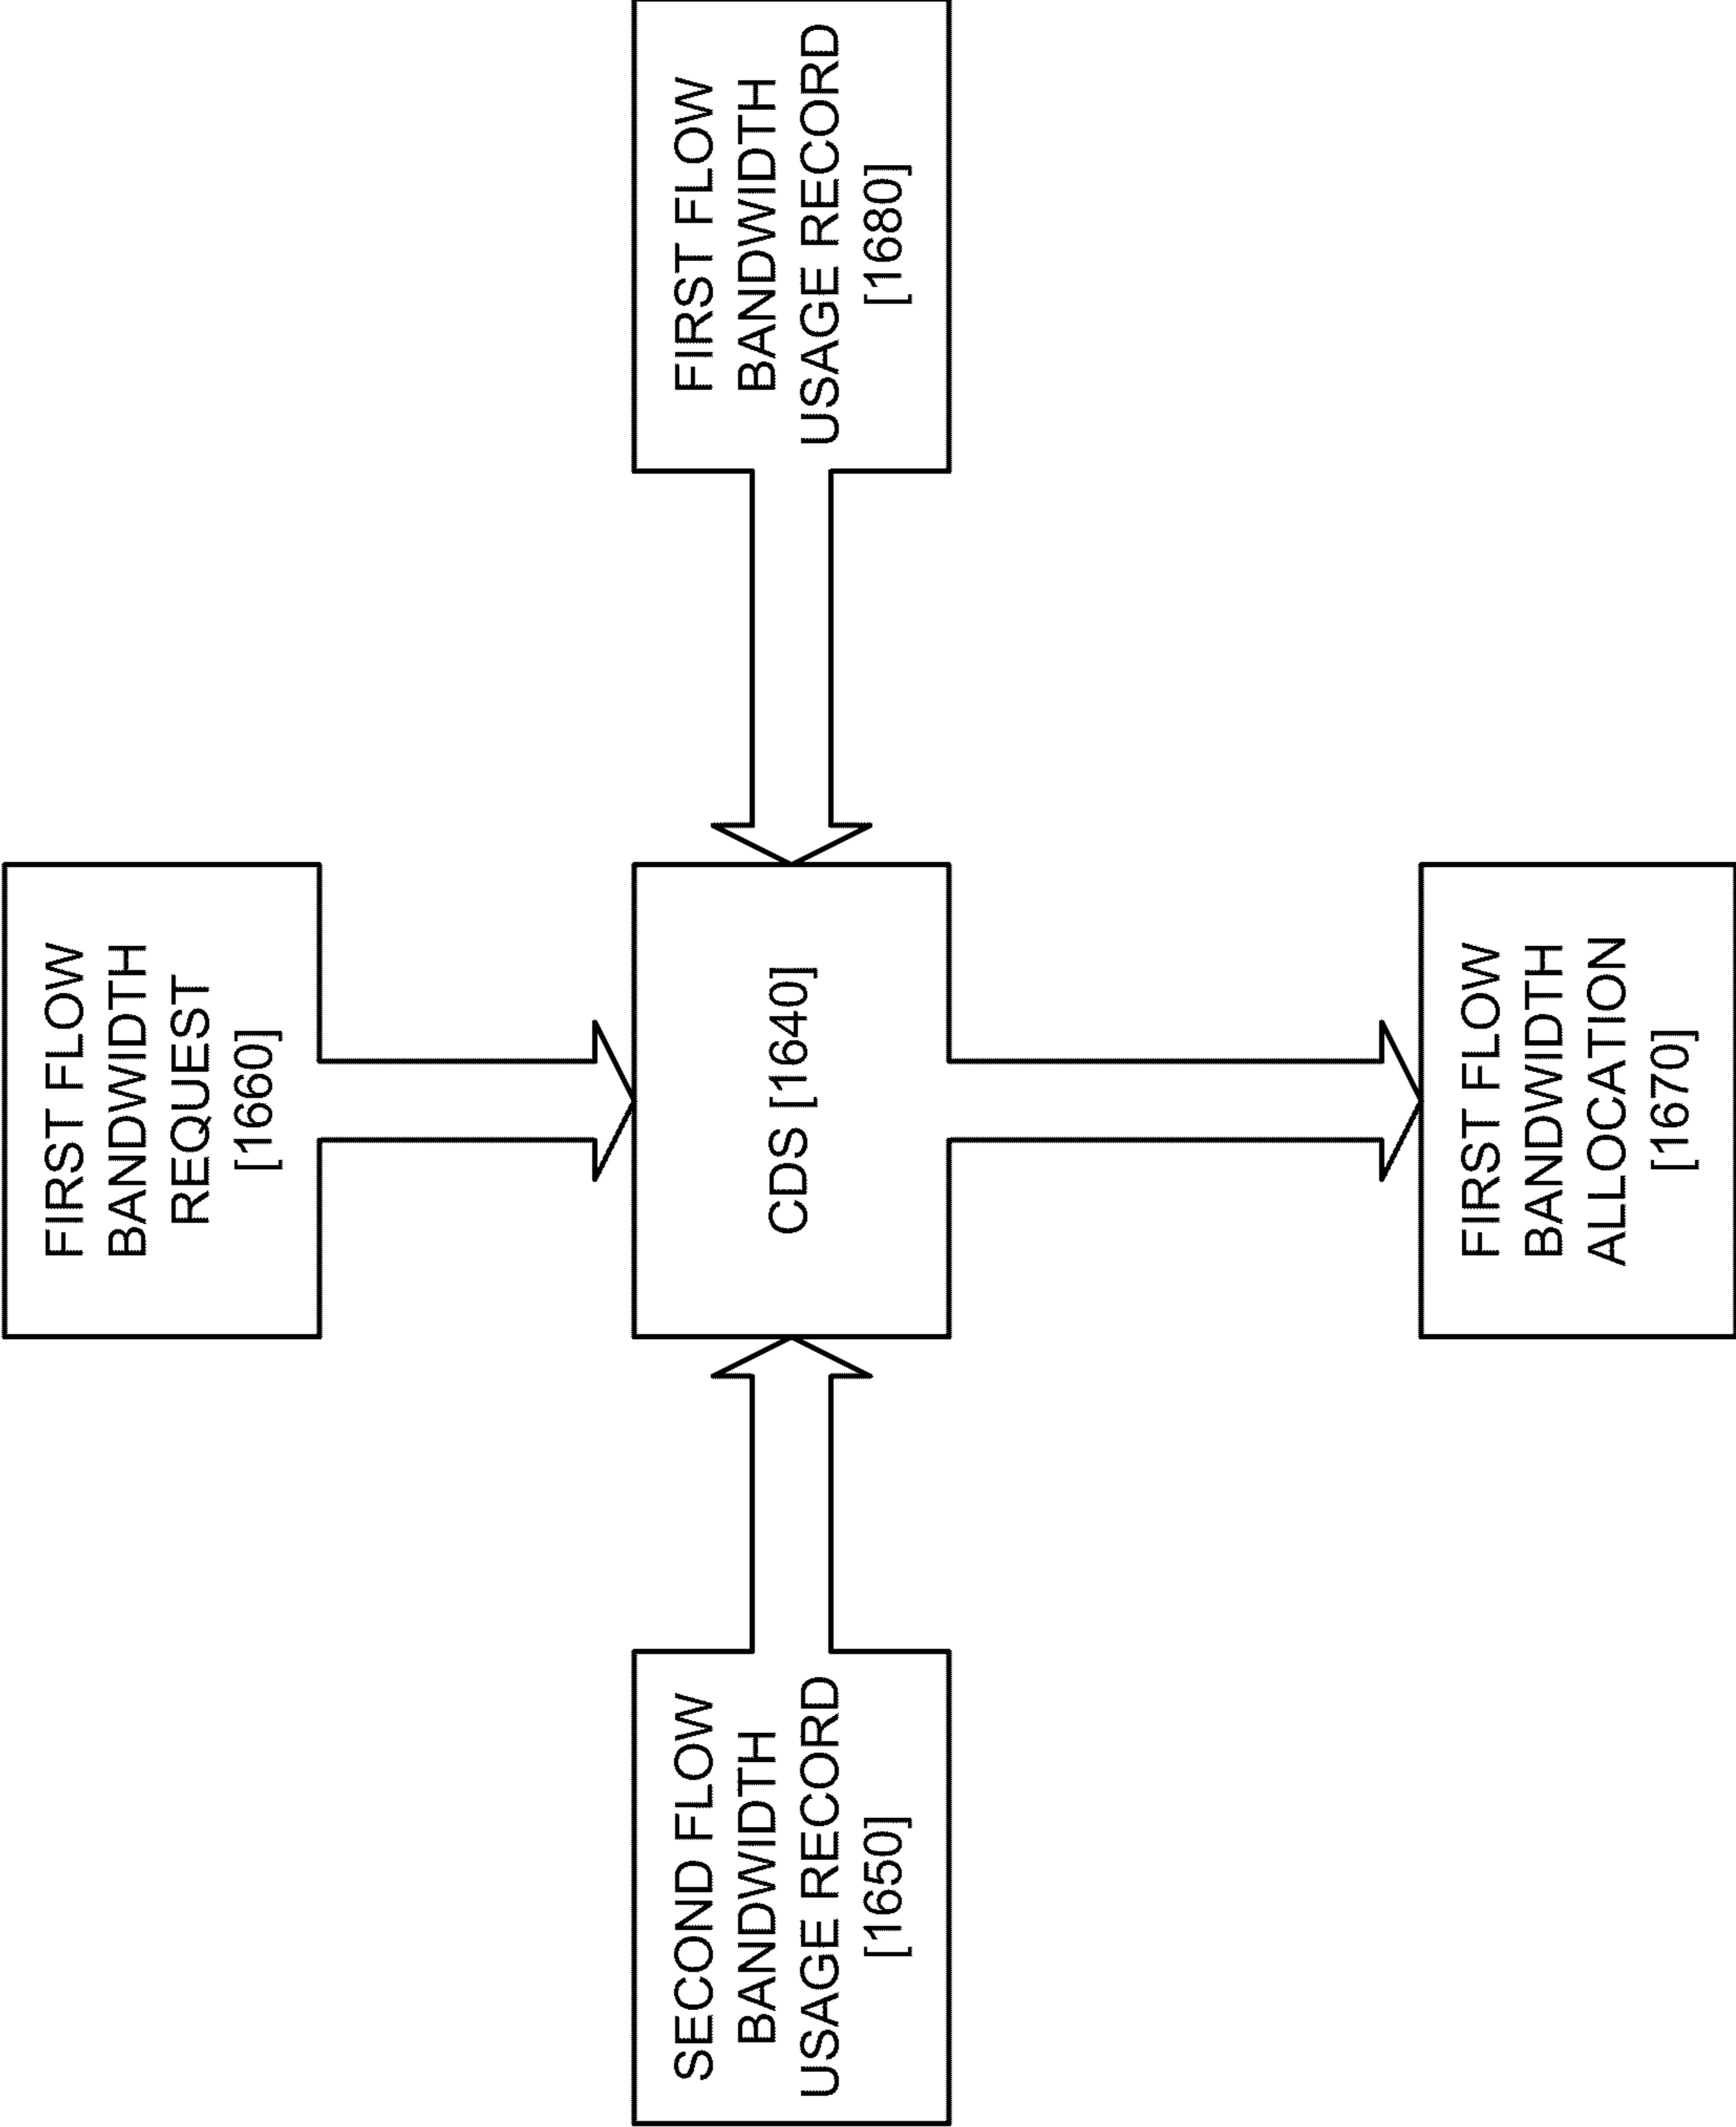 FIRST FLOW
BANDWIDTH
REQUEST
[1660]
SECOND FLOW
BANDWIDTH
USAGE RECORD
[1650]
CDS [1640]
FIRST FLOW
BANDWIDTH
USAGE RECORD
[1680]
FIRST FLOW
BANDWIDTH
ALLOCATION
[1670]